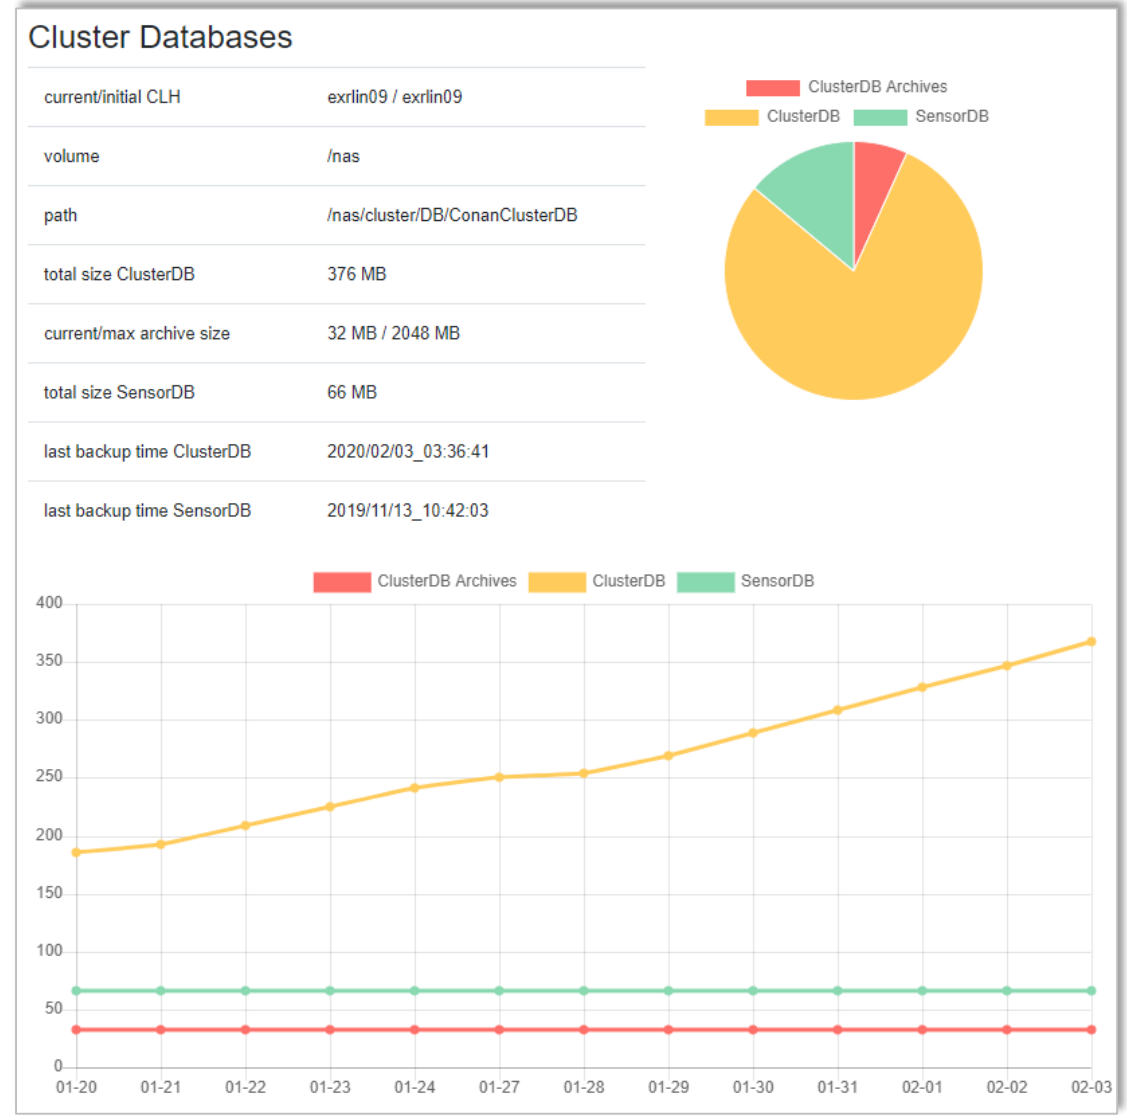 Cluster Databases
current/initial CLH exrlin09 / exrlin09
volume /nas
path /nas/cluster/DB/ConanClusterDB
total size ClusterDB 376 MB
current/max archive size 32 MB / 2048 MB
total size SensorDB 66 MB
last backup time ClusterDB 2020/02/03_03:36:41
last backup time SensorDB 2019/11/13_10:42:03
ClusterDB Archives
ClusterDB SensorDB
ClusterDB Archives ClusterDB SensorDB
400
350
300
250
200
150
100
50
0
01-20 01-21 01-22 01-23 01-24 01-27 01-28 01-29 01-30 01-31 02-01 02-02 02-03